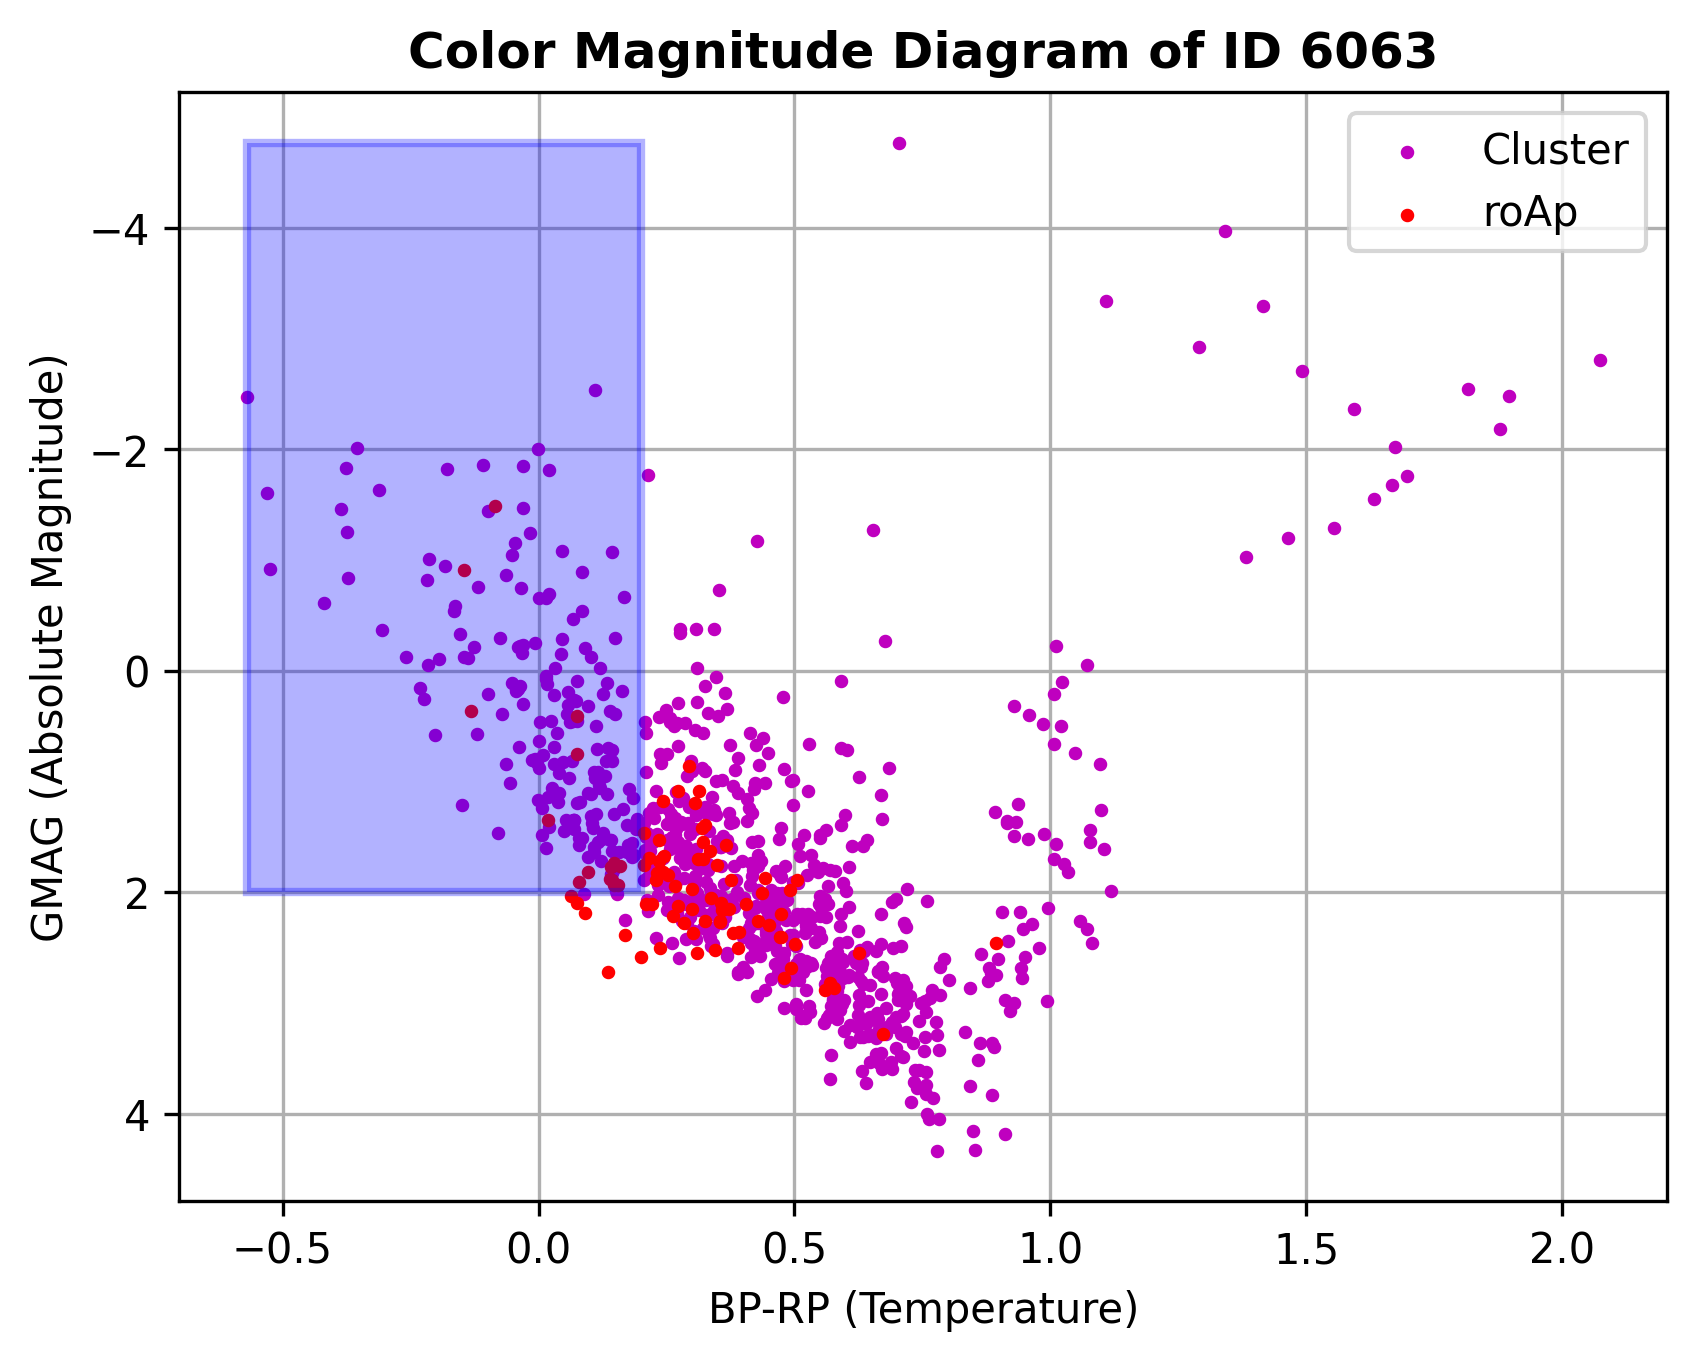 Color Magnitude Diagram of ID 6063
Cluster
roAp
−4
−2
0
2
4
GMAG (Absolute Magnitude)
−0.5
0.0
0.5
1.0
1.5
2.0
BP-RP (Temperature)